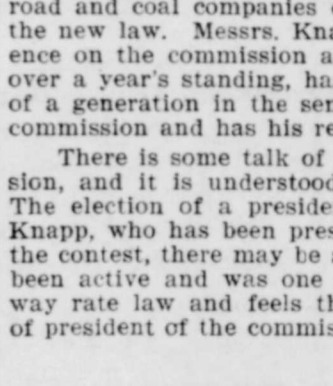 road and coal companies
the new law. Messrs. Kna
ence on the commission a
over a year's standing, ha
of a generation in the ser
commission and has his re
There is some talk of
sion, and it is understood
The election of a preside
Knapp, who has been pres
the contest, there may be
been active and was one
way rate law and feels th
of president of the commis